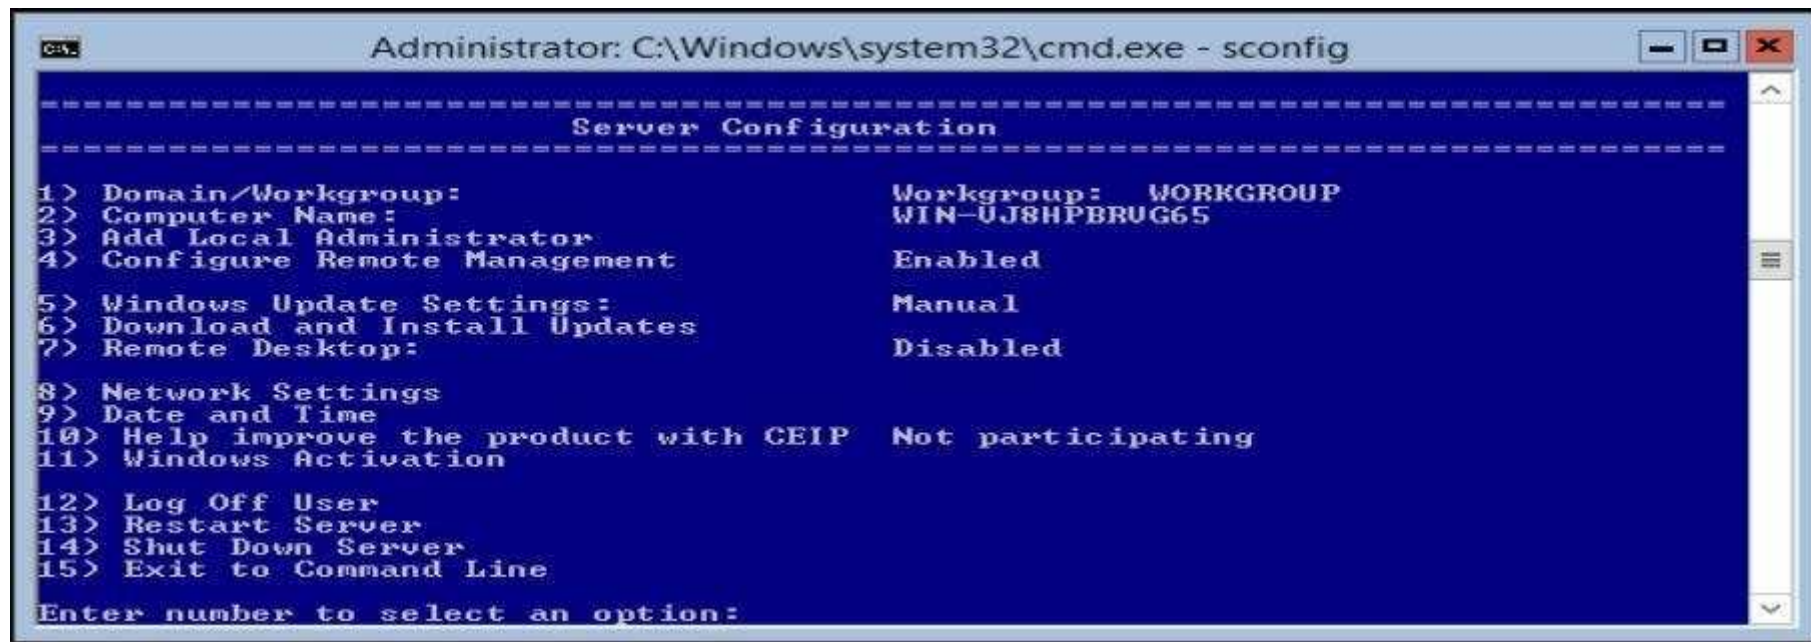 Administrator: C:\Windows\system32\cmd.exe - sconfig
===============================================================================
Server Configuration
===============================================================================
1) Domain/Workgroup: Workgroup: WORKGROUP
2) Computer Name: WIN-VJ8HPBRVG65
3) Add Local Administrator
4) Configure Remote Management Enabled
5) Windows Update Settings: Manual
6) Download and Install Updates
7) Remote Desktop: Disabled
8) Network Settings
9) Date and Time
10) Help improve the product with CEIP Not participating
11) Windows Activation
12) Log Off User
13) Restart Server
14) Shut Down Server
15) Exit to Command Line
Enter number to select an option: